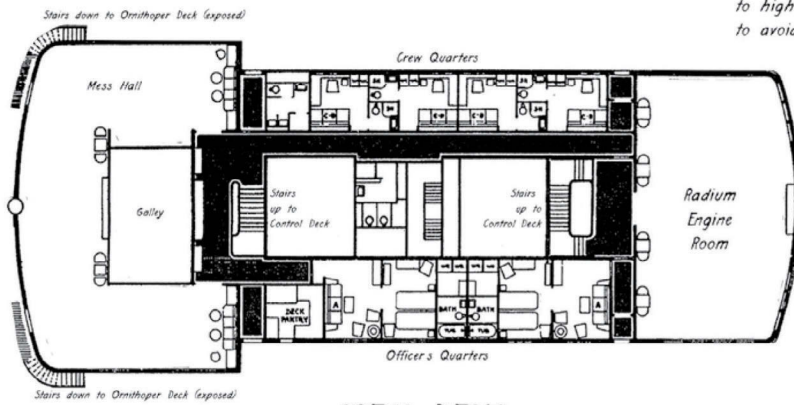 Stairs down to Ornithoper Deck (exposed)
to high
to avoid
Crew Quarters
Mess Hall
C-D
C-D
C-D
C-D
Galley
Stairs
up to
Control Deck
Stairs
up to
Control Deck
Radium
Engine
Room
DECK
PANTRY
A
BATH
BATH
A
TUB
TUB
Officer's Quarters
Stairs down to Ornithoper Deck (exposed)